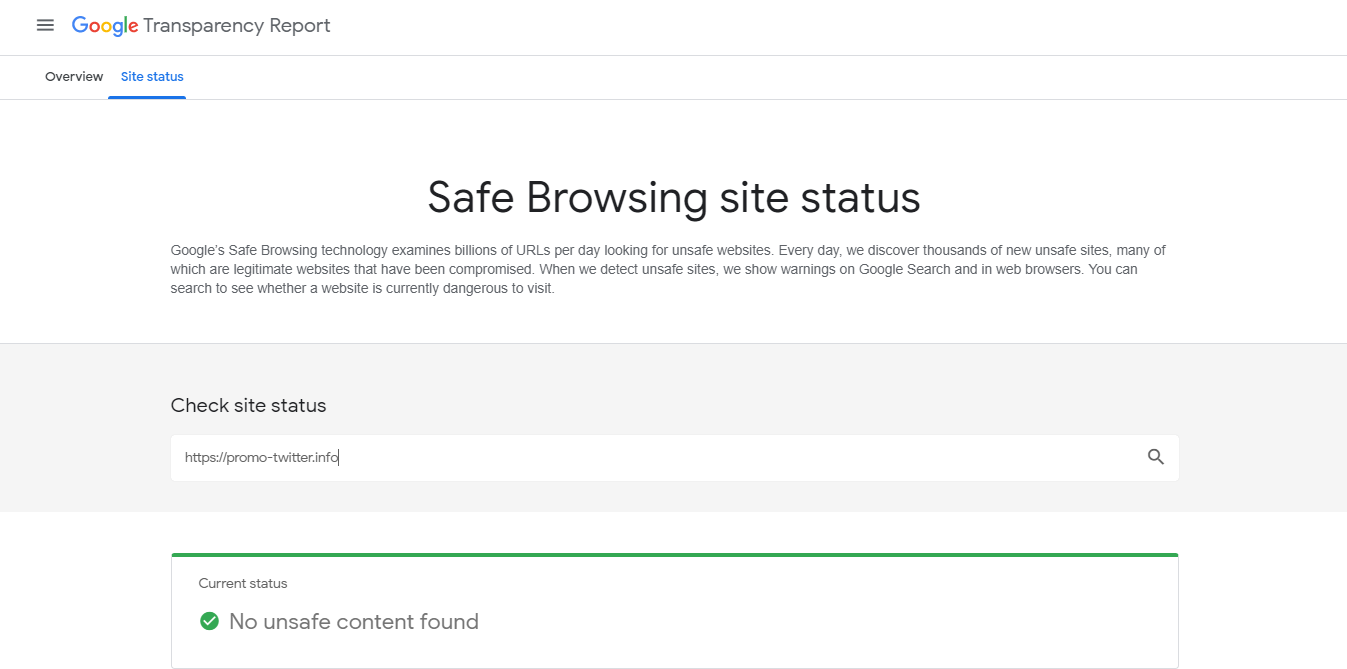 Google Transparency Report
Overview Site status
Safe Browsing site status
Google’s Safe Browsing technology examines billions of URLs per day looking for unsafe websites. Every day, we discover thousands of new unsafe sites, many of
which are legitimate websites that have been compromised. When we detect unsafe sites, we show warnings on Google Search and in web browsers. You can
search to see whether a website is currently dangerous to visit.
Check site status
https://promo-twitter.info
Current status
No unsafe content found